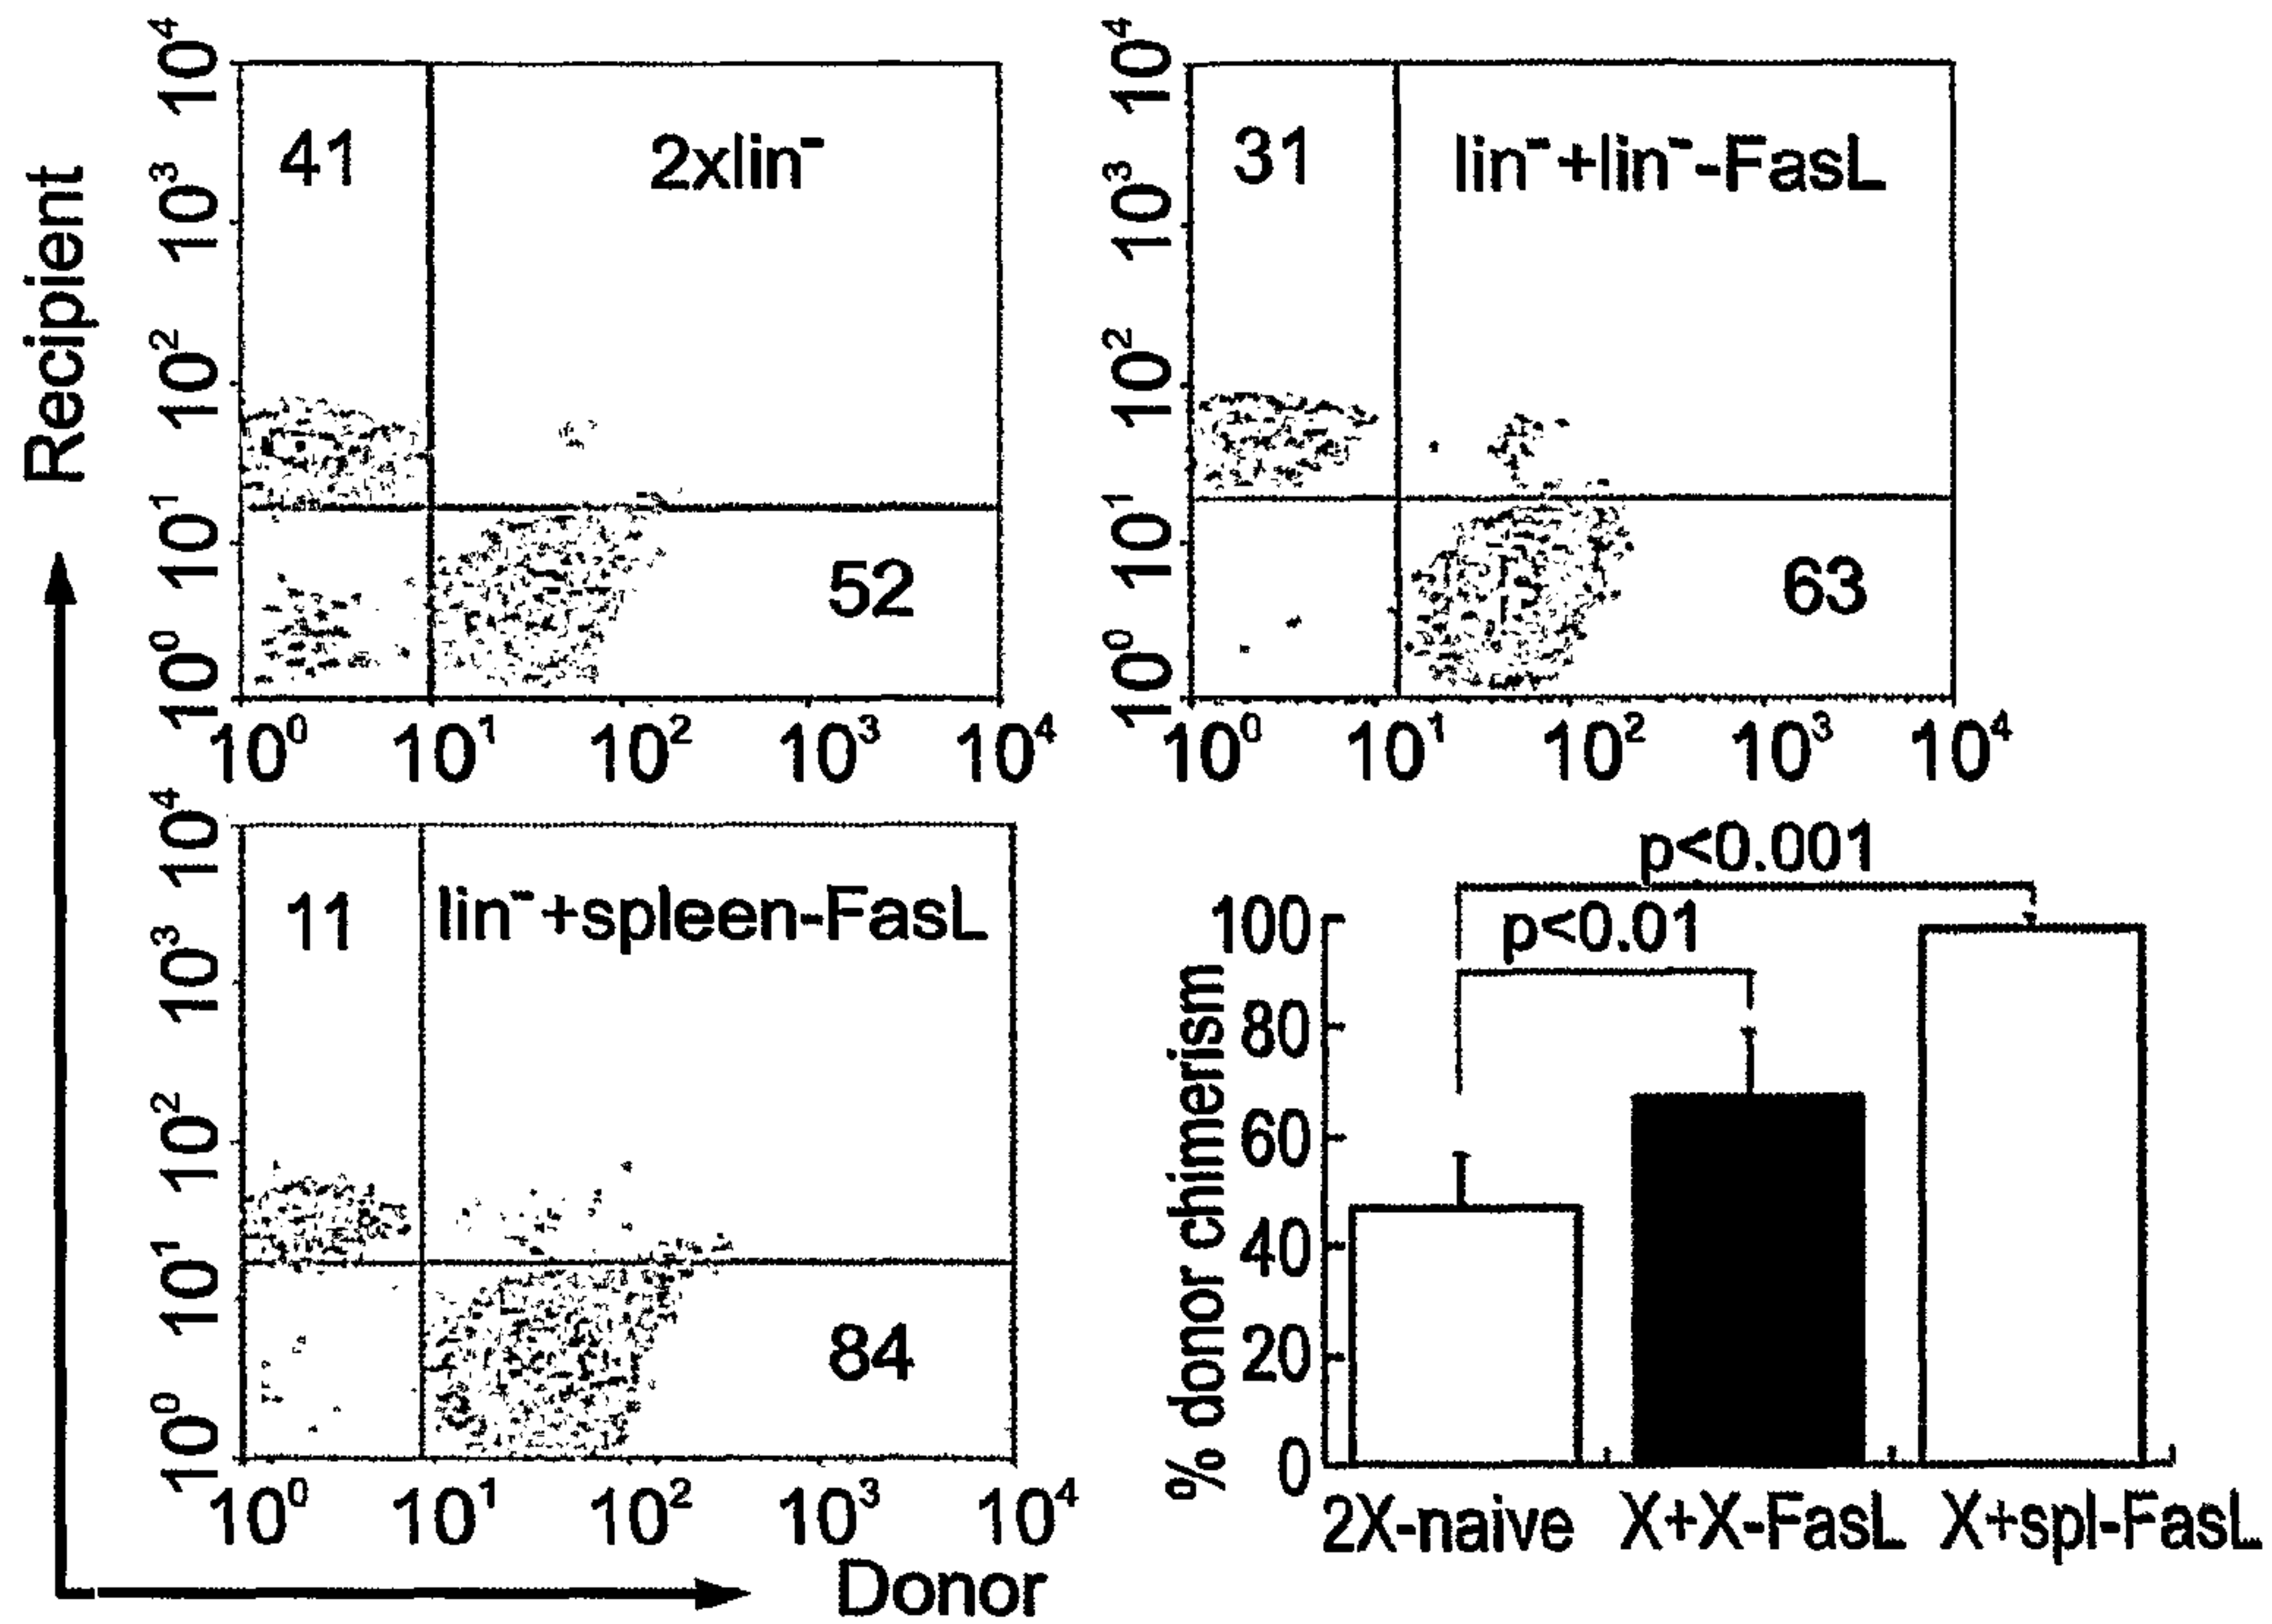 Recipient
10⁴
10³
10²
10¹
10⁰
41
2xlin⁻
52
10⁰ 10¹ 10² 10³ 10⁴
10⁴
10³
10²
10¹
10⁰
31
lin⁻+lin⁻-FasL
63
10⁰ 10¹ 10² 10³ 10⁴
10⁴
10³
10²
10¹
10⁰
11
lin⁻+spleen-FasL
84
10⁰ 10¹ 10² 10³ 10⁴
Donor
% donor chimerism
p<0.001
p<0.01
100
80
60
40
20
0
2X-naive X+X-FasL X+spl-FasL